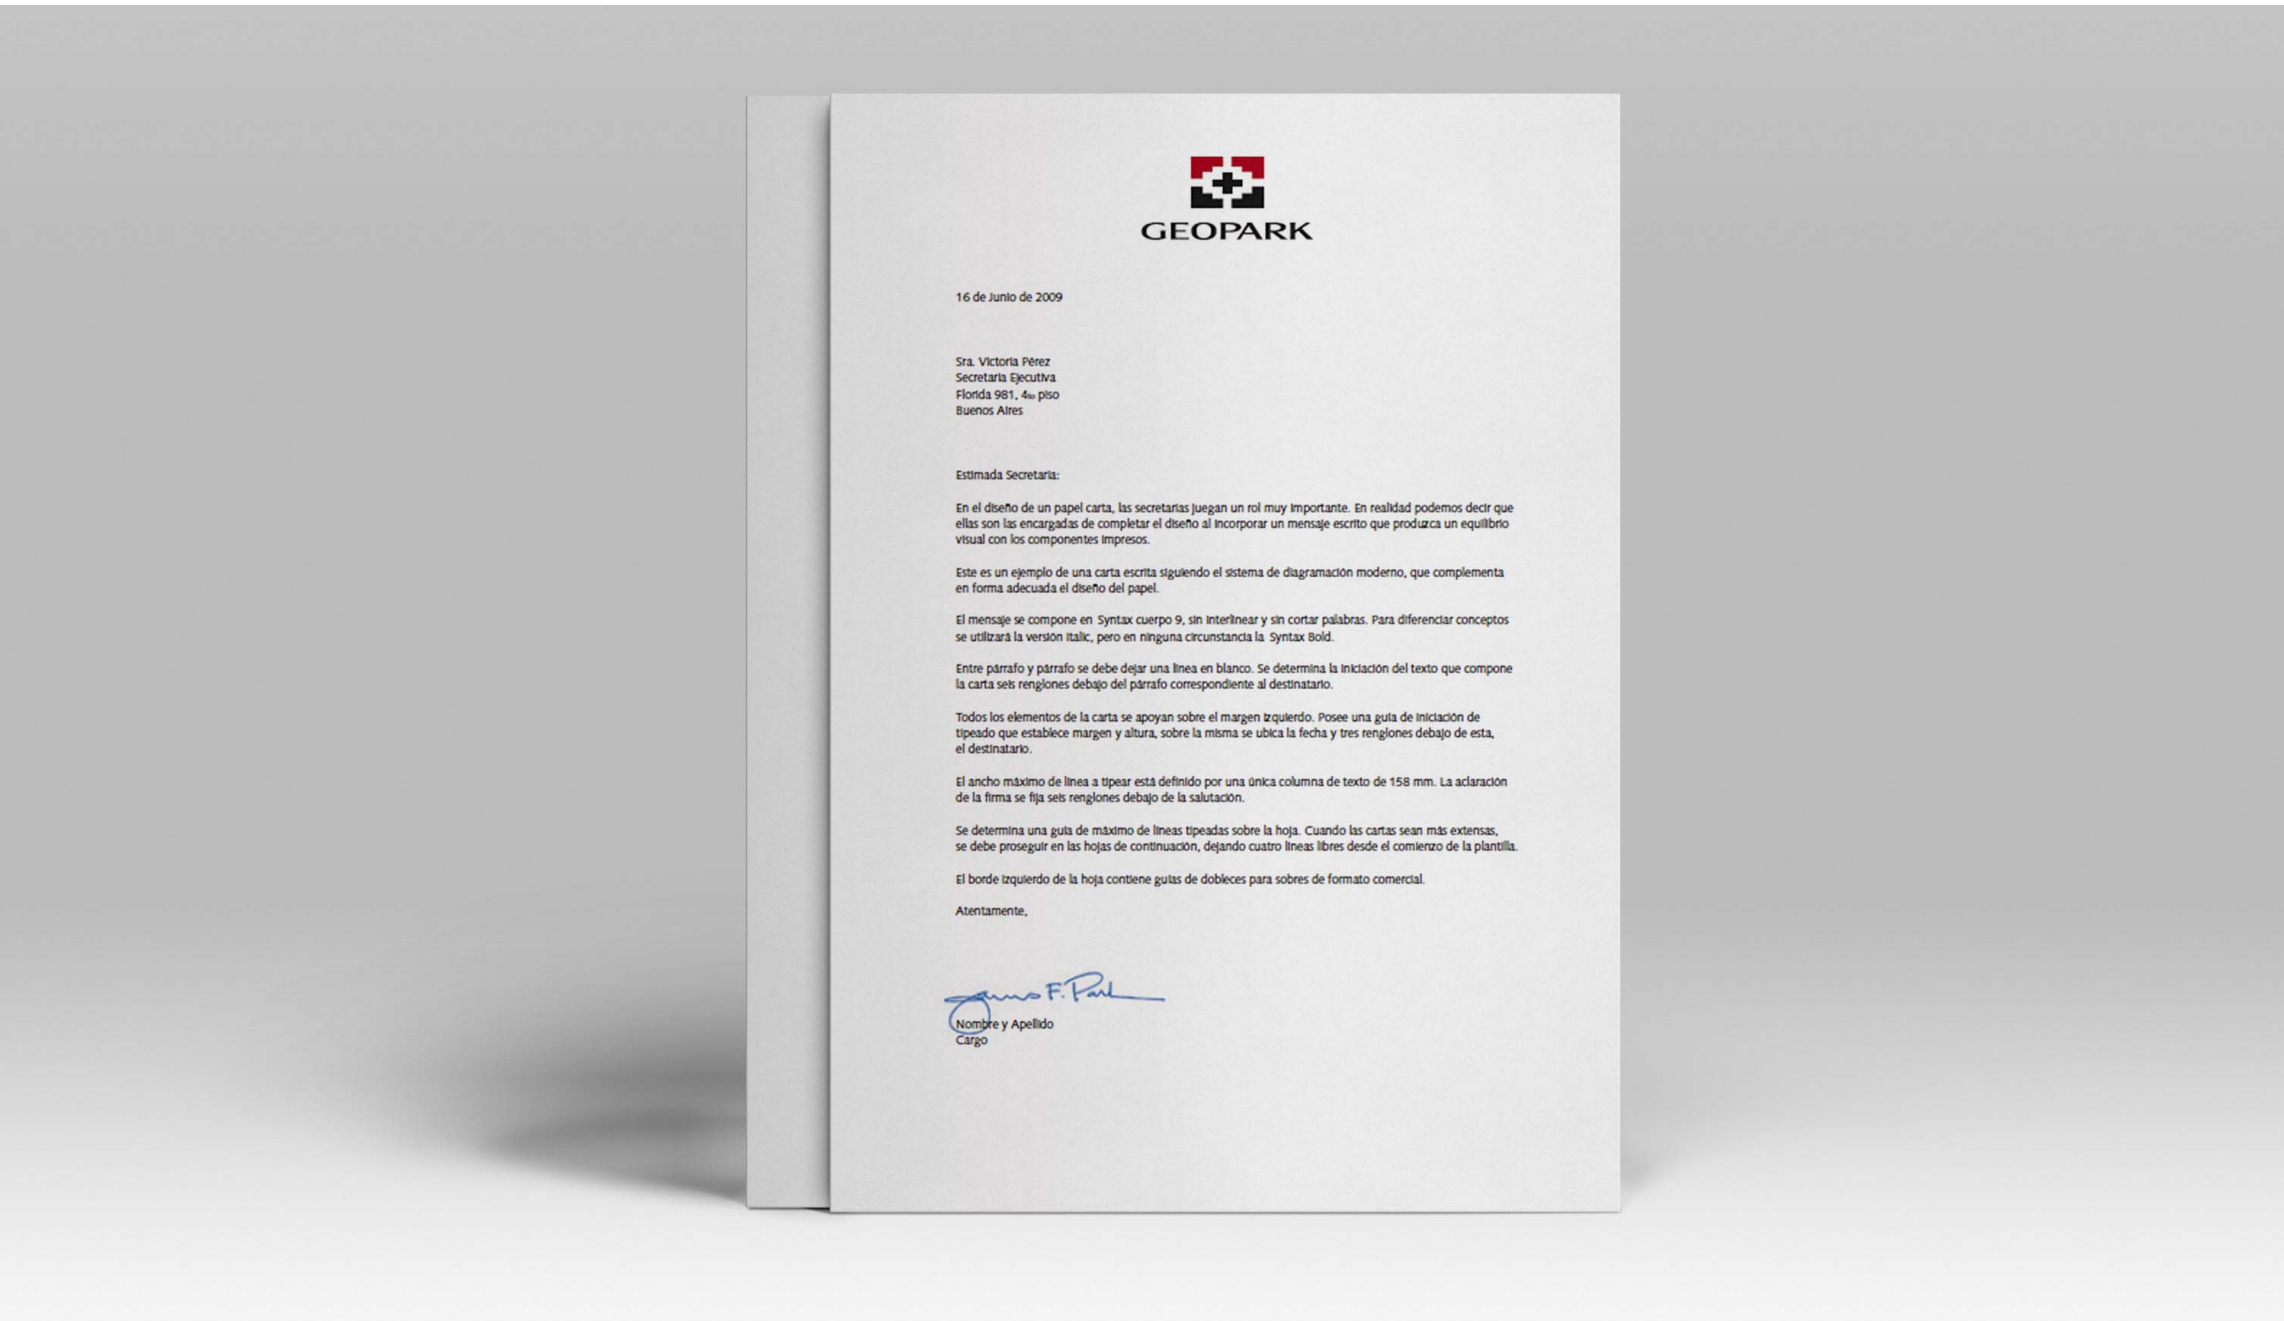 GEOPARK
16 de Junio de 2009
Sra. Victoria Pérez
Secretaria Ejecutiva
Florida 981, 4to piso
Buenos Aires
Estimada Secretaria:
En el diseño de un papel carta, las secretarias juegan un rol muy importante. En realidad podemos decir que
ellas son las encargadas de completar el diseño al incorporar un mensaje escrito que produzca un equilibrio
visual con los componentes impresos.
Este es un ejemplo de una carta escrita siguiendo el sistema de diagramación moderno, que complementa
en forma adecuada el diseño del papel.
El mensaje se compone en Syntax cuerpo 9, sin interlinear y sin cortar palabras. Para diferenciar conceptos
se utilizará la versión italic, pero en ninguna circunstancia la Syntax Bold.
Entre párrafo y párrafo se debe dejar una línea en blanco. Se determina la iniciación del texto que compone
la carta seis renglones debajo del párrafo correspondiente al destinatario.
Todos los elementos de la carta se apoyan sobre el margen izquierdo. Posee una guía de iniciación de
tipeado que establece margen y altura, sobre la misma se ubica la fecha y tres renglones debajo de esta,
el destinatario.
El ancho máximo de línea a tipear está definido por una única columna de texto de 158 mm. La aclaración
de la firma se fija seis renglones debajo de la salutación.
Se determina una guía de máximo de líneas tipeadas sobre la hoja. Cuando las cartas sean más extensas,
se debe proseguir en las hojas de continuación, dejando cuatro líneas libres desde el comienzo de la plantilla.
El borde izquierdo de la hoja contiene guías de dobleces para sobres de formato comercial.
Atentamente,
F. Park
Nombre y Apellido
Cargo